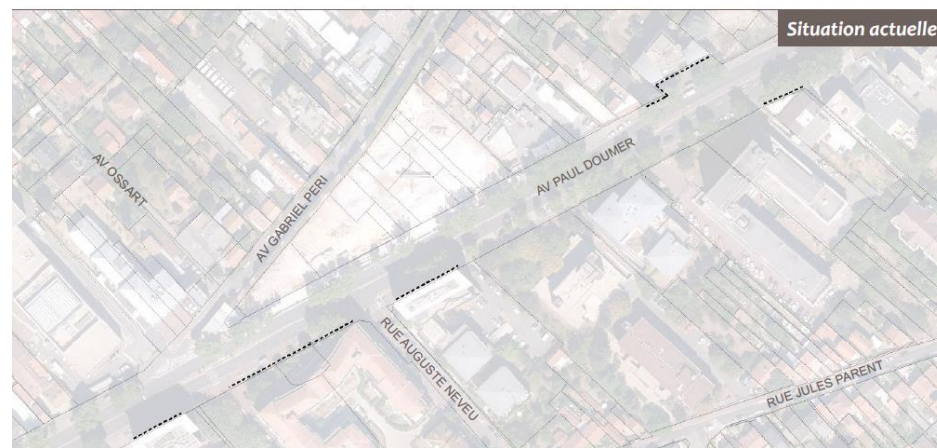 Situation actuelle
AV PAUL DOUMER
AV OSSART
AV GABRIEL PERI
RUE AUGUSTE NEVEU
RUE JULES PARENT